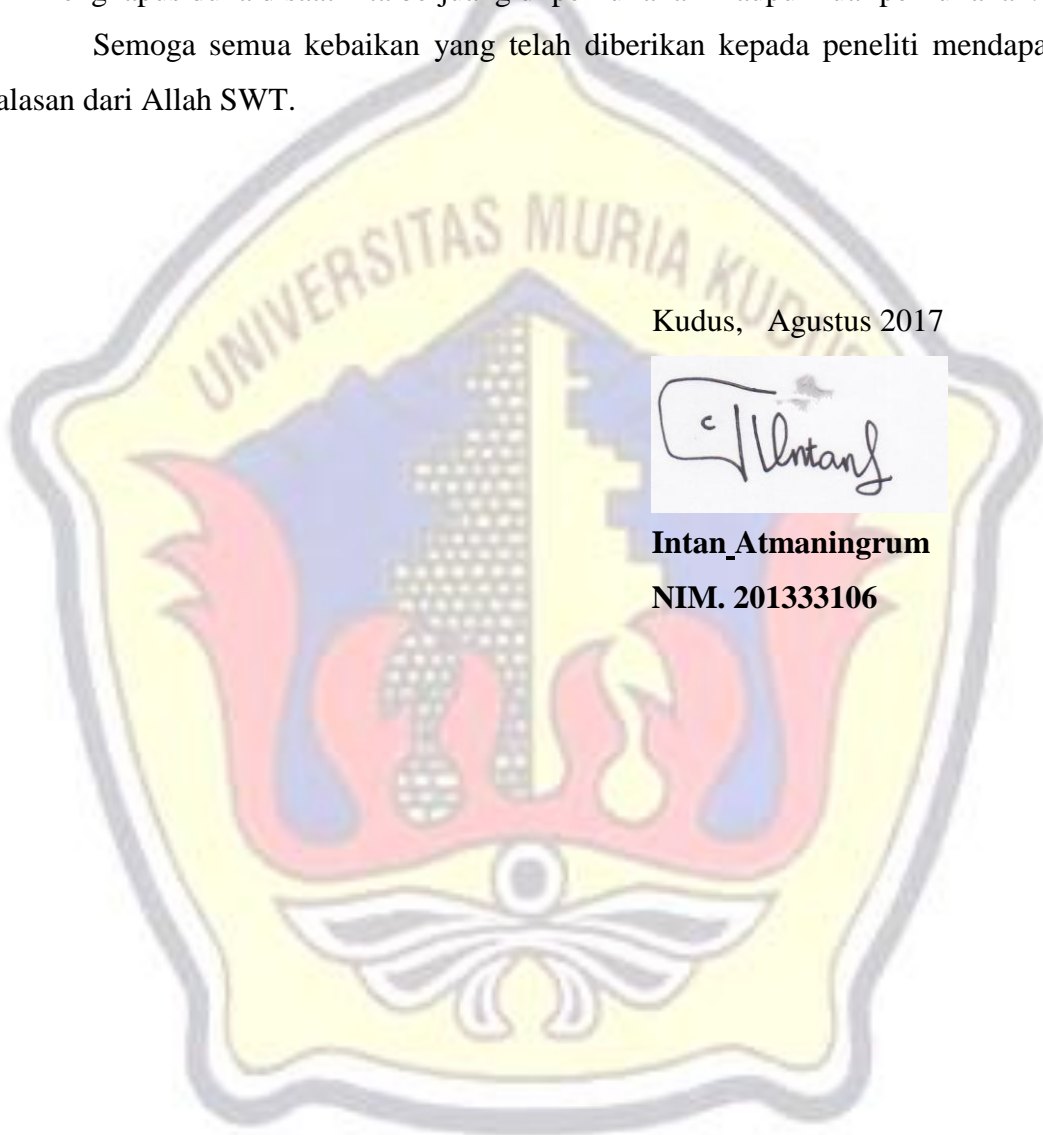 Semoga semua kebaikan yang telah diberikan kepada peneliti mendapa
alasan dari Allah SWT.
UNIVERSITAS MURIA KUDUS
Kudus, Agustus 2017
Intan
Intan Atmaningrum
NIM. 201333106